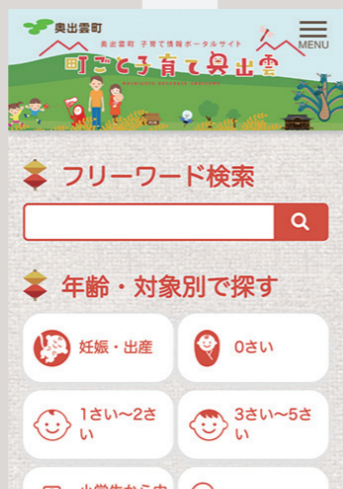 奥出雲町
MENU
奥出雲町 子育て情報ポータルサイト
町ごと子育て奥出雲
フリーワード検索
年齢・対象別で探す
妊娠・出産
0さい
1さい〜2さ
い
3さい〜5さ
い